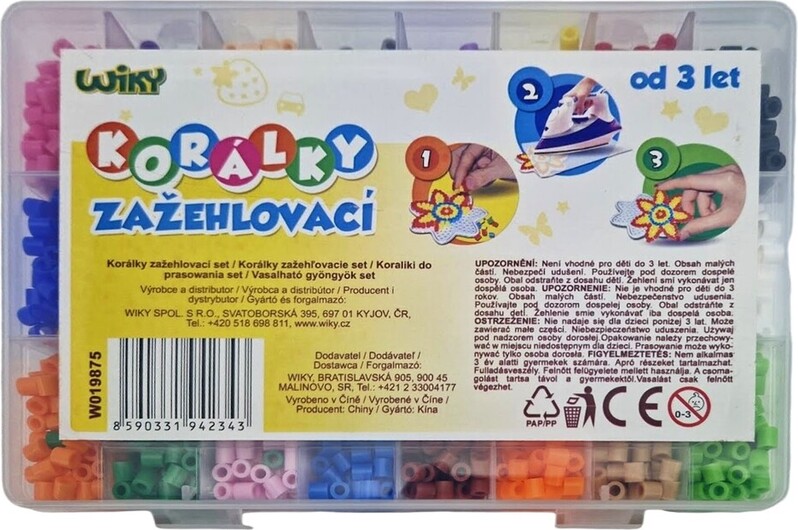 wiky
od 3 let
KORÁLKY
ZAŽEHLOVACÍ
1
2
3
Korálky zažehlovací set / Korálky zažehľovacie set / Koraliki do
prasowania set / Vasalható gyöngyök set
Výrobce a distributor / Výrobca a distribútor / Producent i
dystrybutor / Gyártó és forgalmazó:
WIKY SPOL. S R.O., SVATOBORSKÁ 395, 697 01 KYJOV, ČR,
Tel.: +420 518 698 811, www.wiky.cz
W019875
8 590331 942343
Dodavatel / Dodávateľ /
Dostawca / Forgalmazó:
WIKY, BRATISLAVSKÁ 905, 900 45
MALINOVO, SR, Tel.: +421 2 33004177
Vyrobeno v Číně / Vyrobené v Číne /
Producent: Chiny / Gyártó: Kína
UPOZORNĚNÍ: Není vhodné pro děti do 3 let. Obsah malých
částí. Nebezpečí udušení. Používejte pod dozorem dospělé
osoby. Obal odstraňte z dosahu dětí. Žehlení smí vykonávat jen
dospělá osoba. UPOZORNENIE: Nie je vhodné pre deti do 3
rokov. Obsah malých častí. Nebezpečenstvo udusenia.
Používajte pod dozorom dospelej osoby. Obal odstráňte z
dosahu detí. Žehlenie smie vykonávať iba dospelá osoba.
OSTRZEŻENIE: Nie nadaje się dla dzieci poniżej 3 lat. Może
zawierać małe części. Niebezpieczeństwo uduszenia. Używaj
pod nadzorem osoby dorosłej. Opakowanie należy przechowy-
wać w miejscu niedostępnym dla dzieci. Prasowanie może wyko-
nywać tylko osoba dorosła. FIGYELMEZTETÉS: Nem alkalmas
3 év alatti gyermekek számára. Apró részeket tartalmazhat.
Fulladásveszély. Felnőtt felügyelete mellett használja. A csoma-
golást tartsa távol a gyermekektől. Vasalást csak felnőtt
végezhet.
PAP/PP
CE
0-3